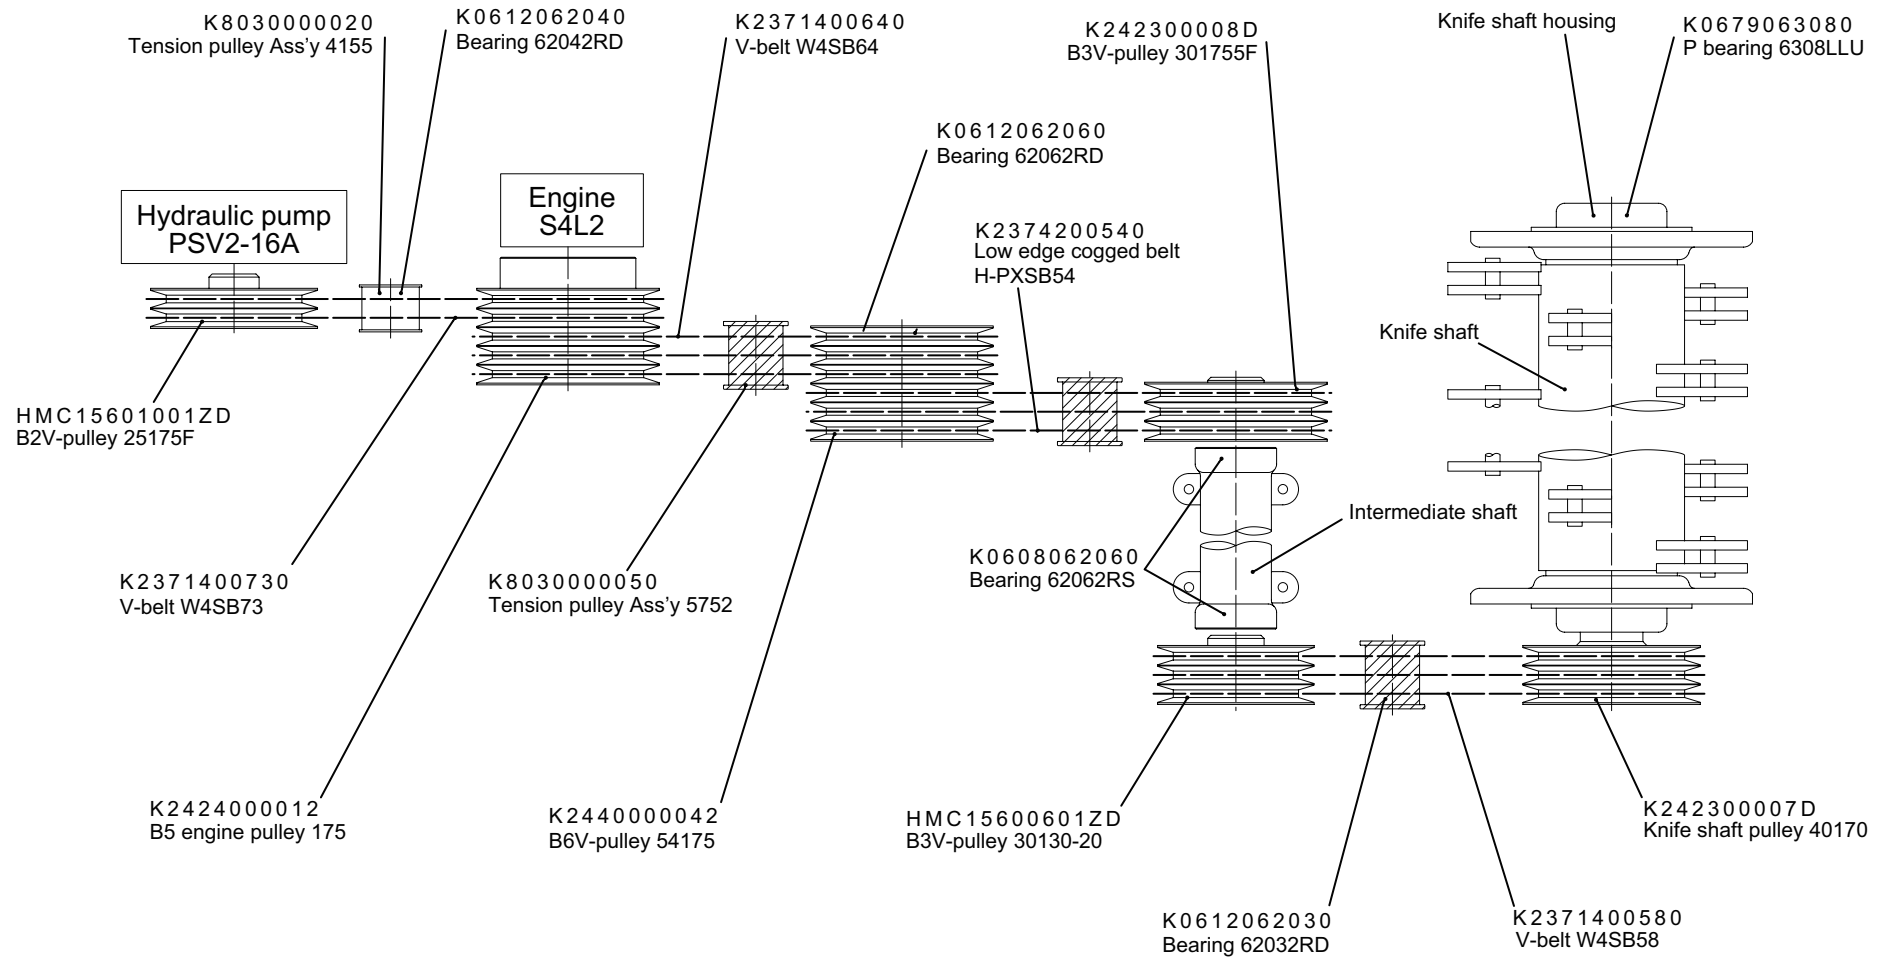 K8030000020
Tension pulley Ass'y 4155
K0612062040
Bearing 62042RD
K2371400640
V-belt W4SB64
K242300008D
B3V-pulley 301755F
Knife shaft housing
K0679063080
P bearing 6308LLU
K0612062060
Bearing 62062RD
Hydraulic pump
PSV2-16A
Engine
S4L2
K2374200540
Low edge cogged belt
H-PXSB54
Knife shaft
HMC15601001ZD
B2V-pulley 25175F
Intermediate shaft
K0608062060
Bearing 62062RS
K2371400730
V-belt W4SB73
K8030000050
Tension pulley Ass'y 5752
K2424000012
B5 engine pulley 175
K2440000042
B6V-pulley 54175
HMC15600601ZD
B3V-pulley 30130-20
K242300007D
Knife shaft pulley 40170
K0612062030
Bearing 62032RD
K2371400580
V-belt W4SB58